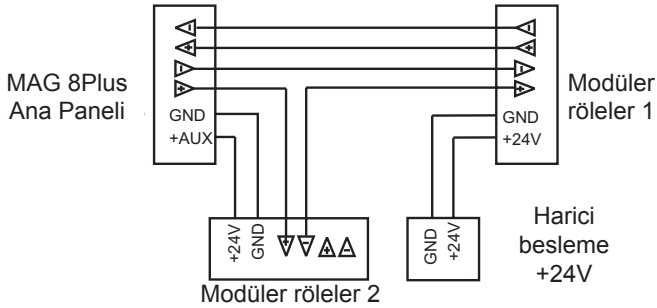 MAG 8Plus
Ana Paneli
GND
+AUX
GND
+24V
Modüler
röleler 1
+24V
GND
Modüler röleler 2
GND
+24V
Harici
besleme
+24V